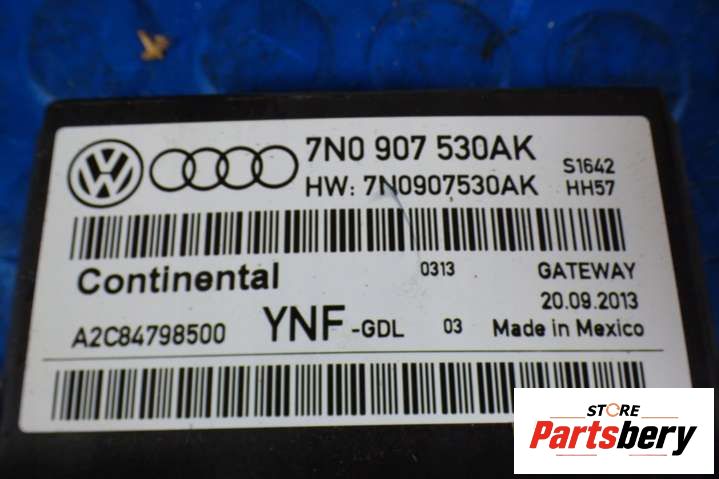 7N0 907 530AK
HW: 7N0907530AK
S1642
HH57
Continental
0313
GATEWAY
20.09.2013
A2C84798500
YNF -GDL
03
Made in Mexico
STORE
Partsbery